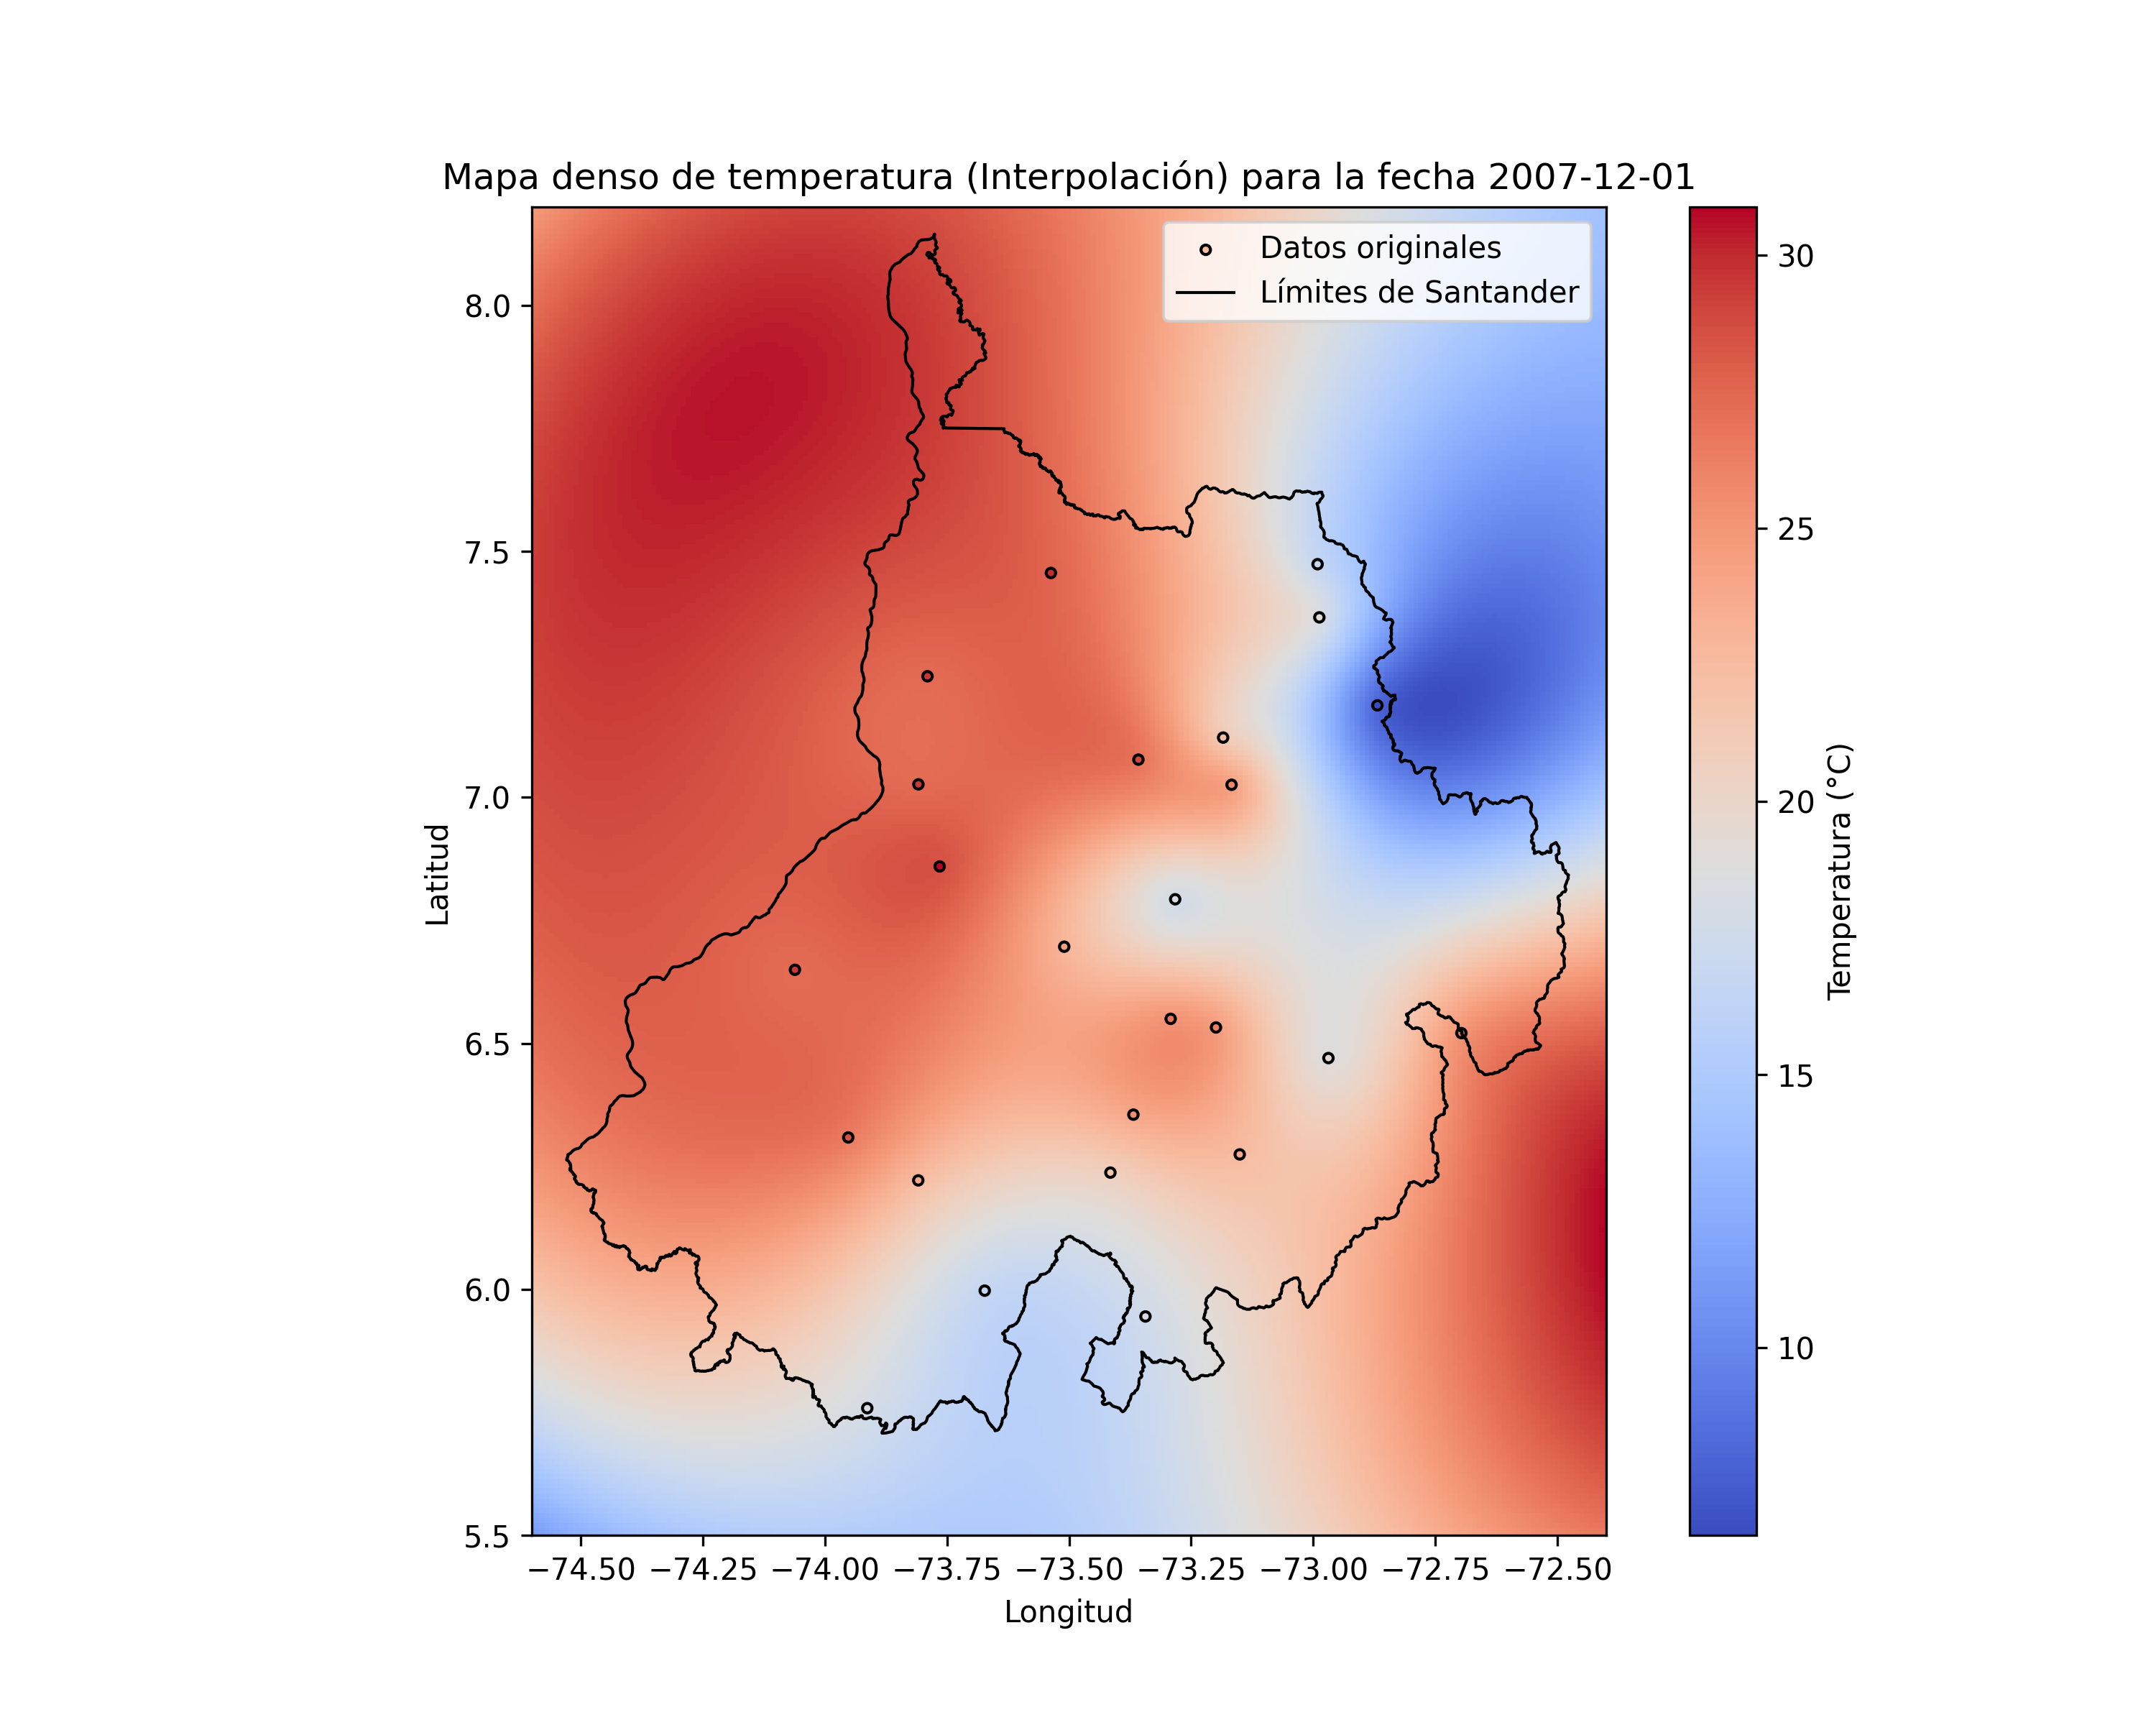 Mapa denso de temperatura (Interpolación) para la fecha 2007-12-01
Datos originales
Límites de Santander
8.0
7.5
7.0
6.5
6.0
5.5
Latitud
−74.50 −74.25 −74.00 −73.75 −73.50 −73.25 −73.00 −72.75 −72.50
Longitud
30
25
20
15
10
Temperatura (°C)